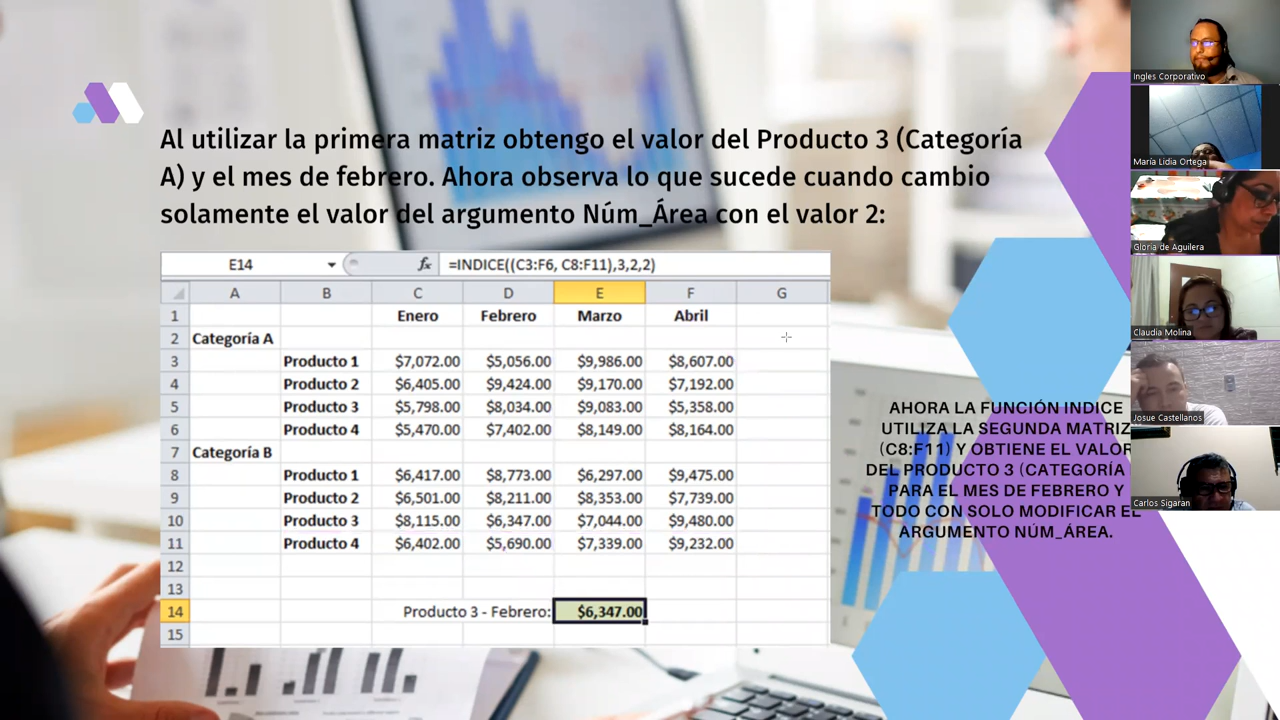 Al utilizar la primera matriz obtengo el valor del Producto 3 (Categoría
A) y el mes de febrero. Ahora observa lo que sucede cuando cambio
solamente el valor del argumento Núm_Área con el valor 2:
E14 fx =INDICE((C3:F6, C8:F11),3,2,2)
A B C D E F G
1 Enero Febrero Marzo Abril
2 Categoría A
3 Producto 1 $7,072.00 $5,056.00 $9,986.00 $8,607.00
4 Producto 2 $6,405.00 $9,424.00 $9,170.00 $7,192.00
5 Producto 3 $5,798.00 $8,034.00 $9,083.00 $5,358.00
6 Producto 4 $5,470.00 $7,402.00 $8,149.00 $8,164.00
7 Categoría B
8 Producto 1 $6,417.00 $8,773.00 $6,297.00 $9,475.00
9 Producto 2 $6,501.00 $8,211.00 $8,353.00 $7,739.00
10 Producto 3 $8,115.00 $6,347.00 $7,044.00 $9,480.00
11 Producto 4 $6,402.00 $5,690.00 $7,339.00 $9,232.00
12
13
14 Producto 3 - Febrero: $6,347.00
15
AHORA LA FUNCIÓN INDICE
UTILIZA LA SEGUNDA MATRIZ
(C8:F11) Y OBTIENE EL VALOR
DEL PRODUCTO 3 (CATEGORÍA
PARA EL MES DE FEBRERO Y
TODO CON SOLO MODIFICAR EL
ARGUMENTO NÚM_ÁREA.
Ingles Corporativo
María Lidia Ortega
Gloria de Aguilera
Claudia Molina
Josue Castellanos
Carlos Sigaran